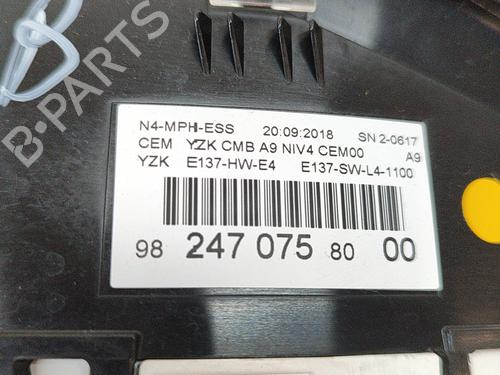 B-PARTS
N4-MPH-ESS 20:09:2018 SN 2-0617
CEM YZK CMB A9 NIV4 CEM00 A9
YZK E137-HW-E4 E137-SW-L4-1100
98 247 075 80 00